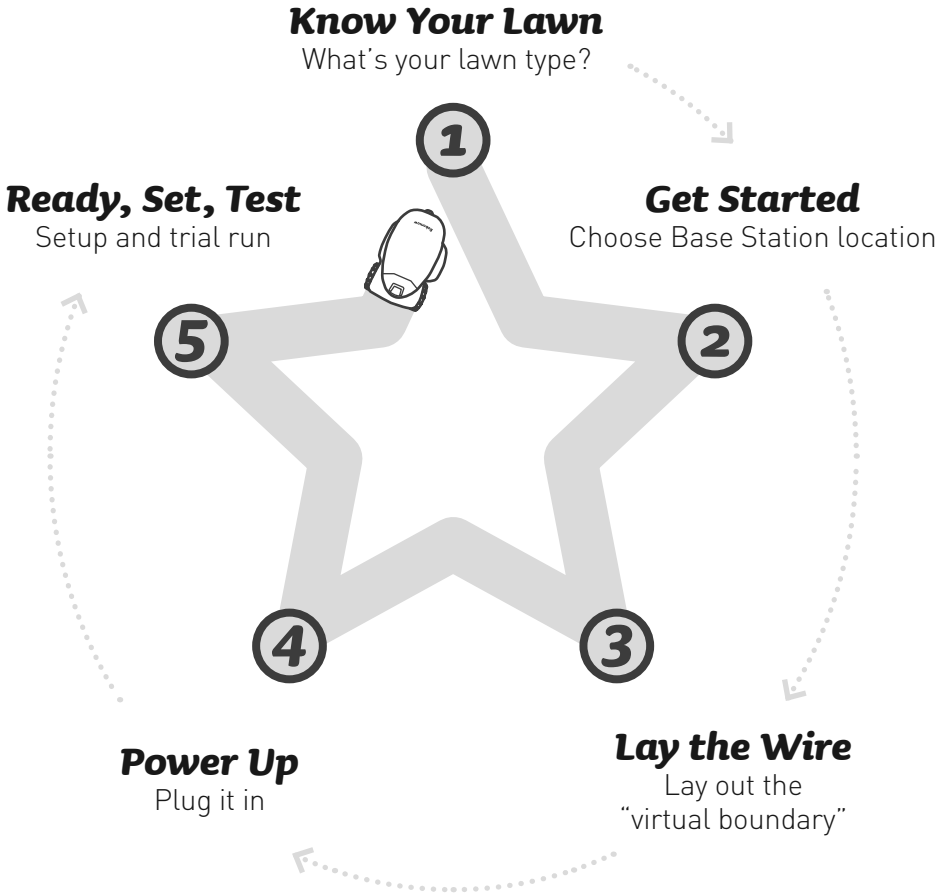 Know Your Lawn
What's your lawn type?
1
Get Started
Choose Base Station location
2
Lay the Wire
Lay out the
“virtual boundary”
3
Power Up
Plug it in
4
Ready, Set, Test
Setup and trial run
5